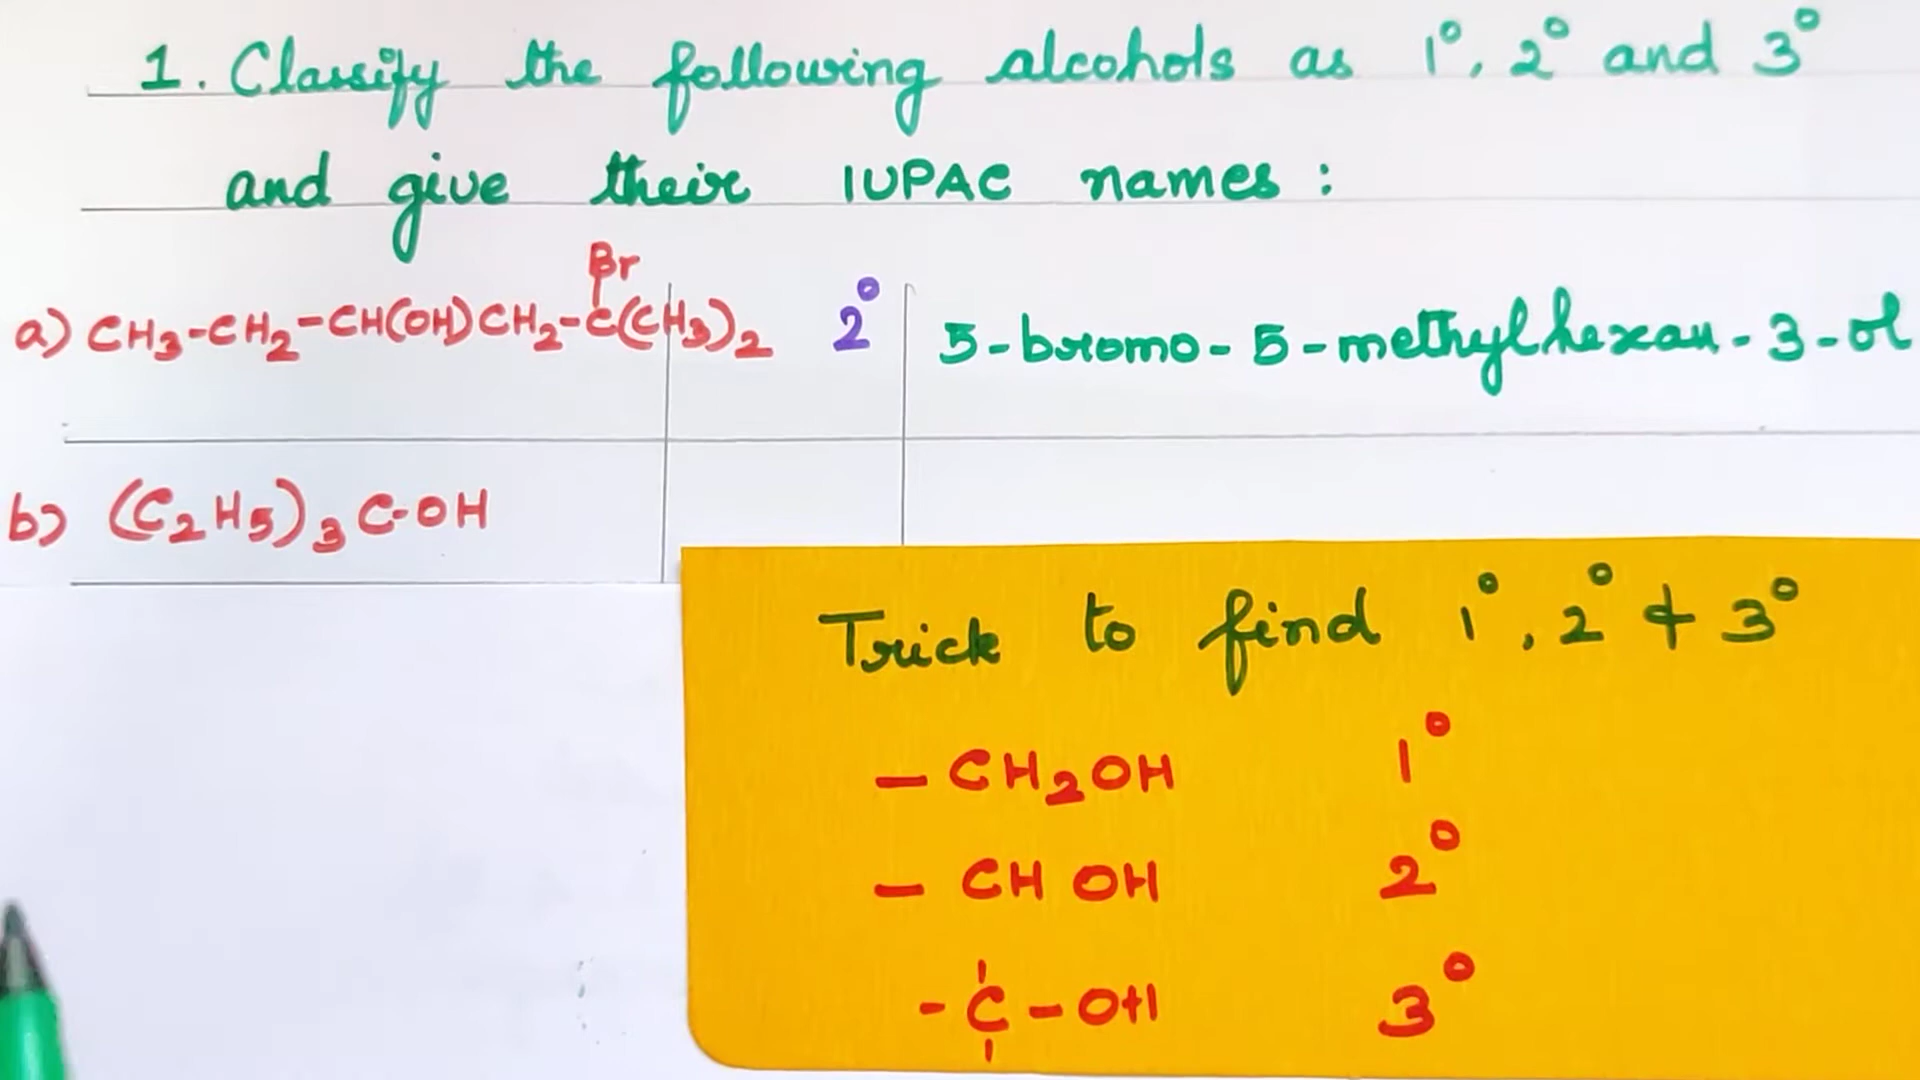 1. Classify the following alcohols as 1°, 2° and 3°
and give their IUPAC names :
Br
a) CH3-CH2-CH(OH)CH2-C(CH3)2 2° 5-bromo-5-methylhexan-3-ol
b) (C2H5)3C-OH
Trick to find 1°, 2° & 3°
- CH2OH 1°
- CH OH 2°
- C - OH 3°